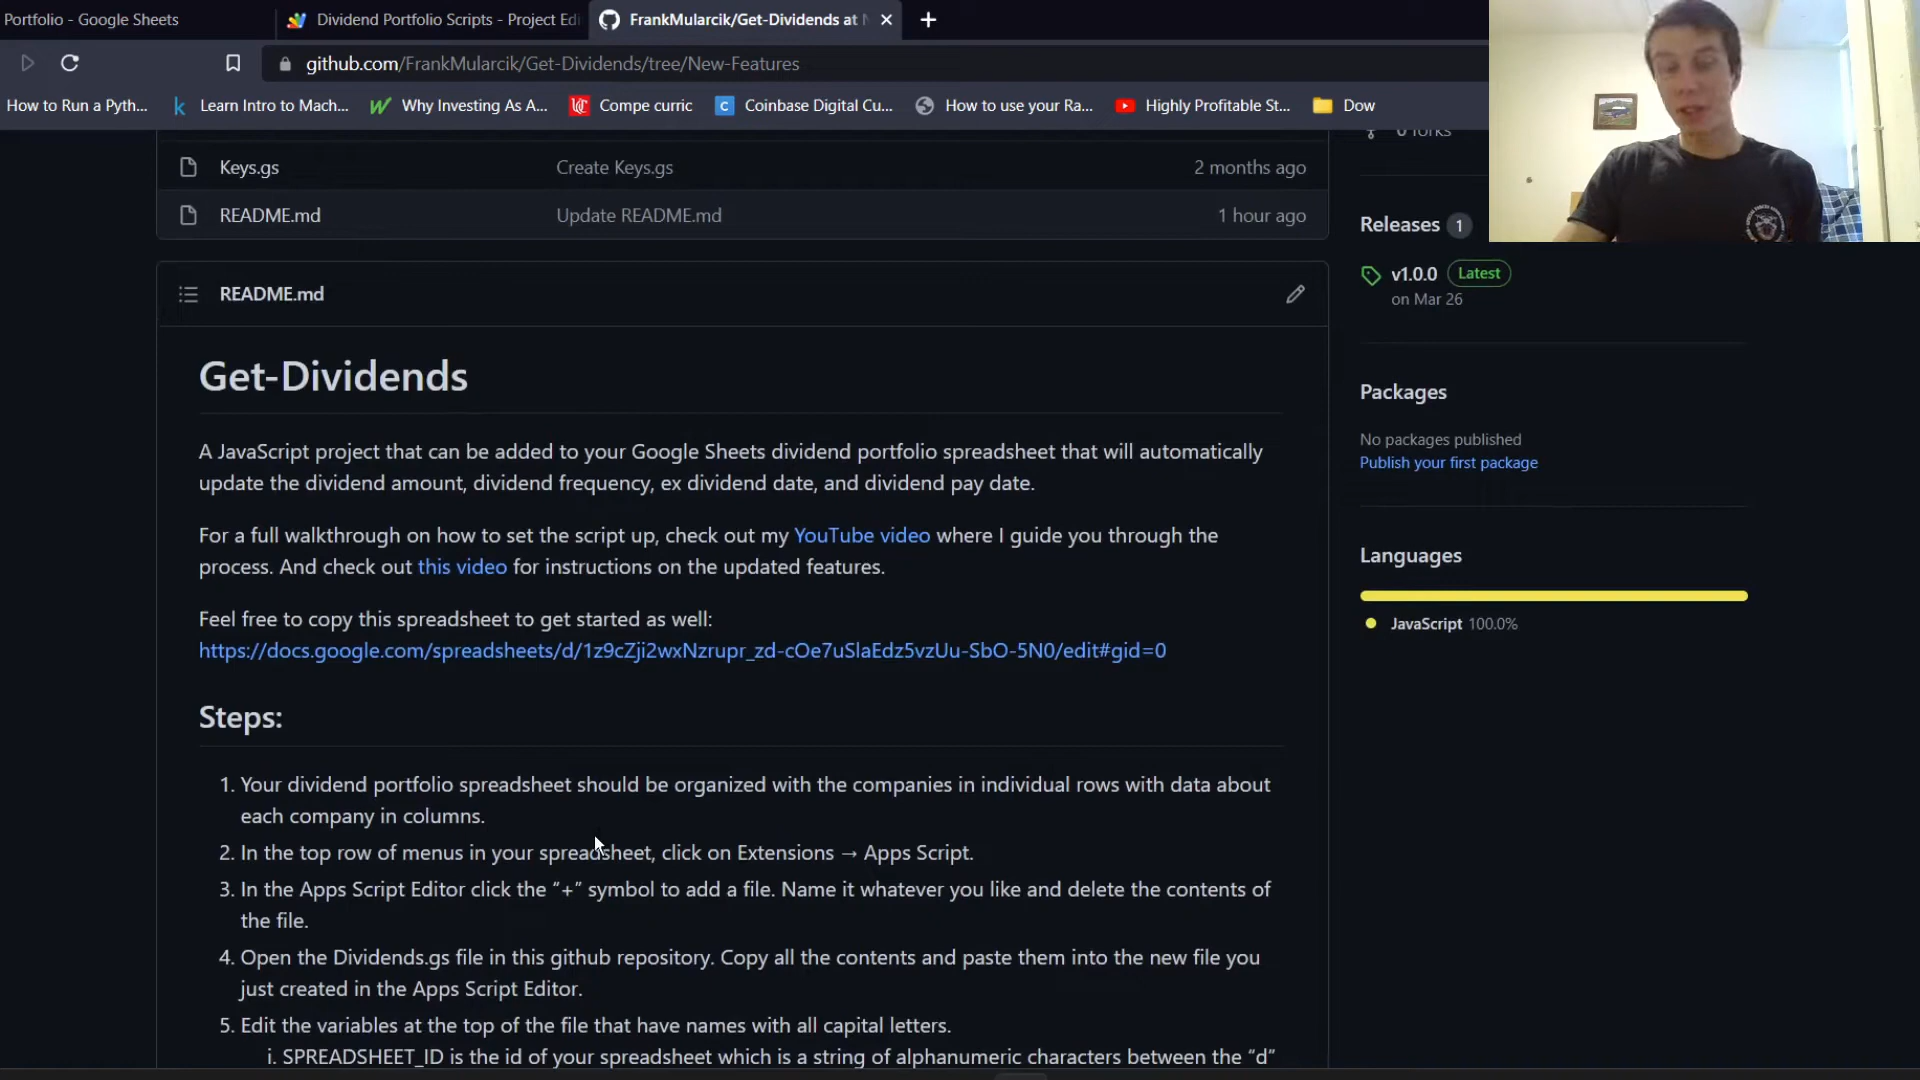 Portfolio - Google Sheets
Dividend Portfolio Scripts - Project Edi
FrankMularcik/Get-Dividends at N
github.com/FrankMularcik/Get-Dividends/tree/New-Features
How to Run a Pyth...
Learn Intro to Mach...
Why Investing As A...
Compe curric
Coinbase Digital Cu...
How to use your Ra...
Highly Profitable St...
Dow
0 forks
Keys.gs
Create Keys.gs
2 months ago
README.md
Update README.md
1 hour ago
Releases 1
v1.0.0 Latest
on Mar 26
README.md
Get-Dividends
Packages
No packages published
Publish your first package
A JavaScript project that can be added to your Google Sheets dividend portfolio spreadsheet that will automatically
update the dividend amount, dividend frequency, ex dividend date, and dividend pay date.
For a full walkthrough on how to set the script up, check out my YouTube video where I guide you through the
process. And check out this video for instructions on the updated features.
Languages
JavaScript 100.0%
Feel free to copy this spreadsheet to get started as well:
https://docs.google.com/spreadsheets/d/1z9cZji2wxNzrupr_zd-cOe7uSlaEdz5vzUu-SbO-5N0/edit#gid=0
Steps:
1. Your dividend portfolio spreadsheet should be organized with the companies in individual rows with data about
each company in columns.
2. In the top row of menus in your spreadsheet, click on Extensions → Apps Script.
3. In the Apps Script Editor click the “+” symbol to add a file. Name it whatever you like and delete the contents of
the file.
4. Open the Dividends.gs file in this github repository. Copy all the contents and paste them into the new file you
just created in the Apps Script Editor.
5. Edit the variables at the top of the file that have names with all capital letters.
i. SPREADSHEET_ID is the id of your spreadsheet which is a string of alphanumeric characters between the “d”